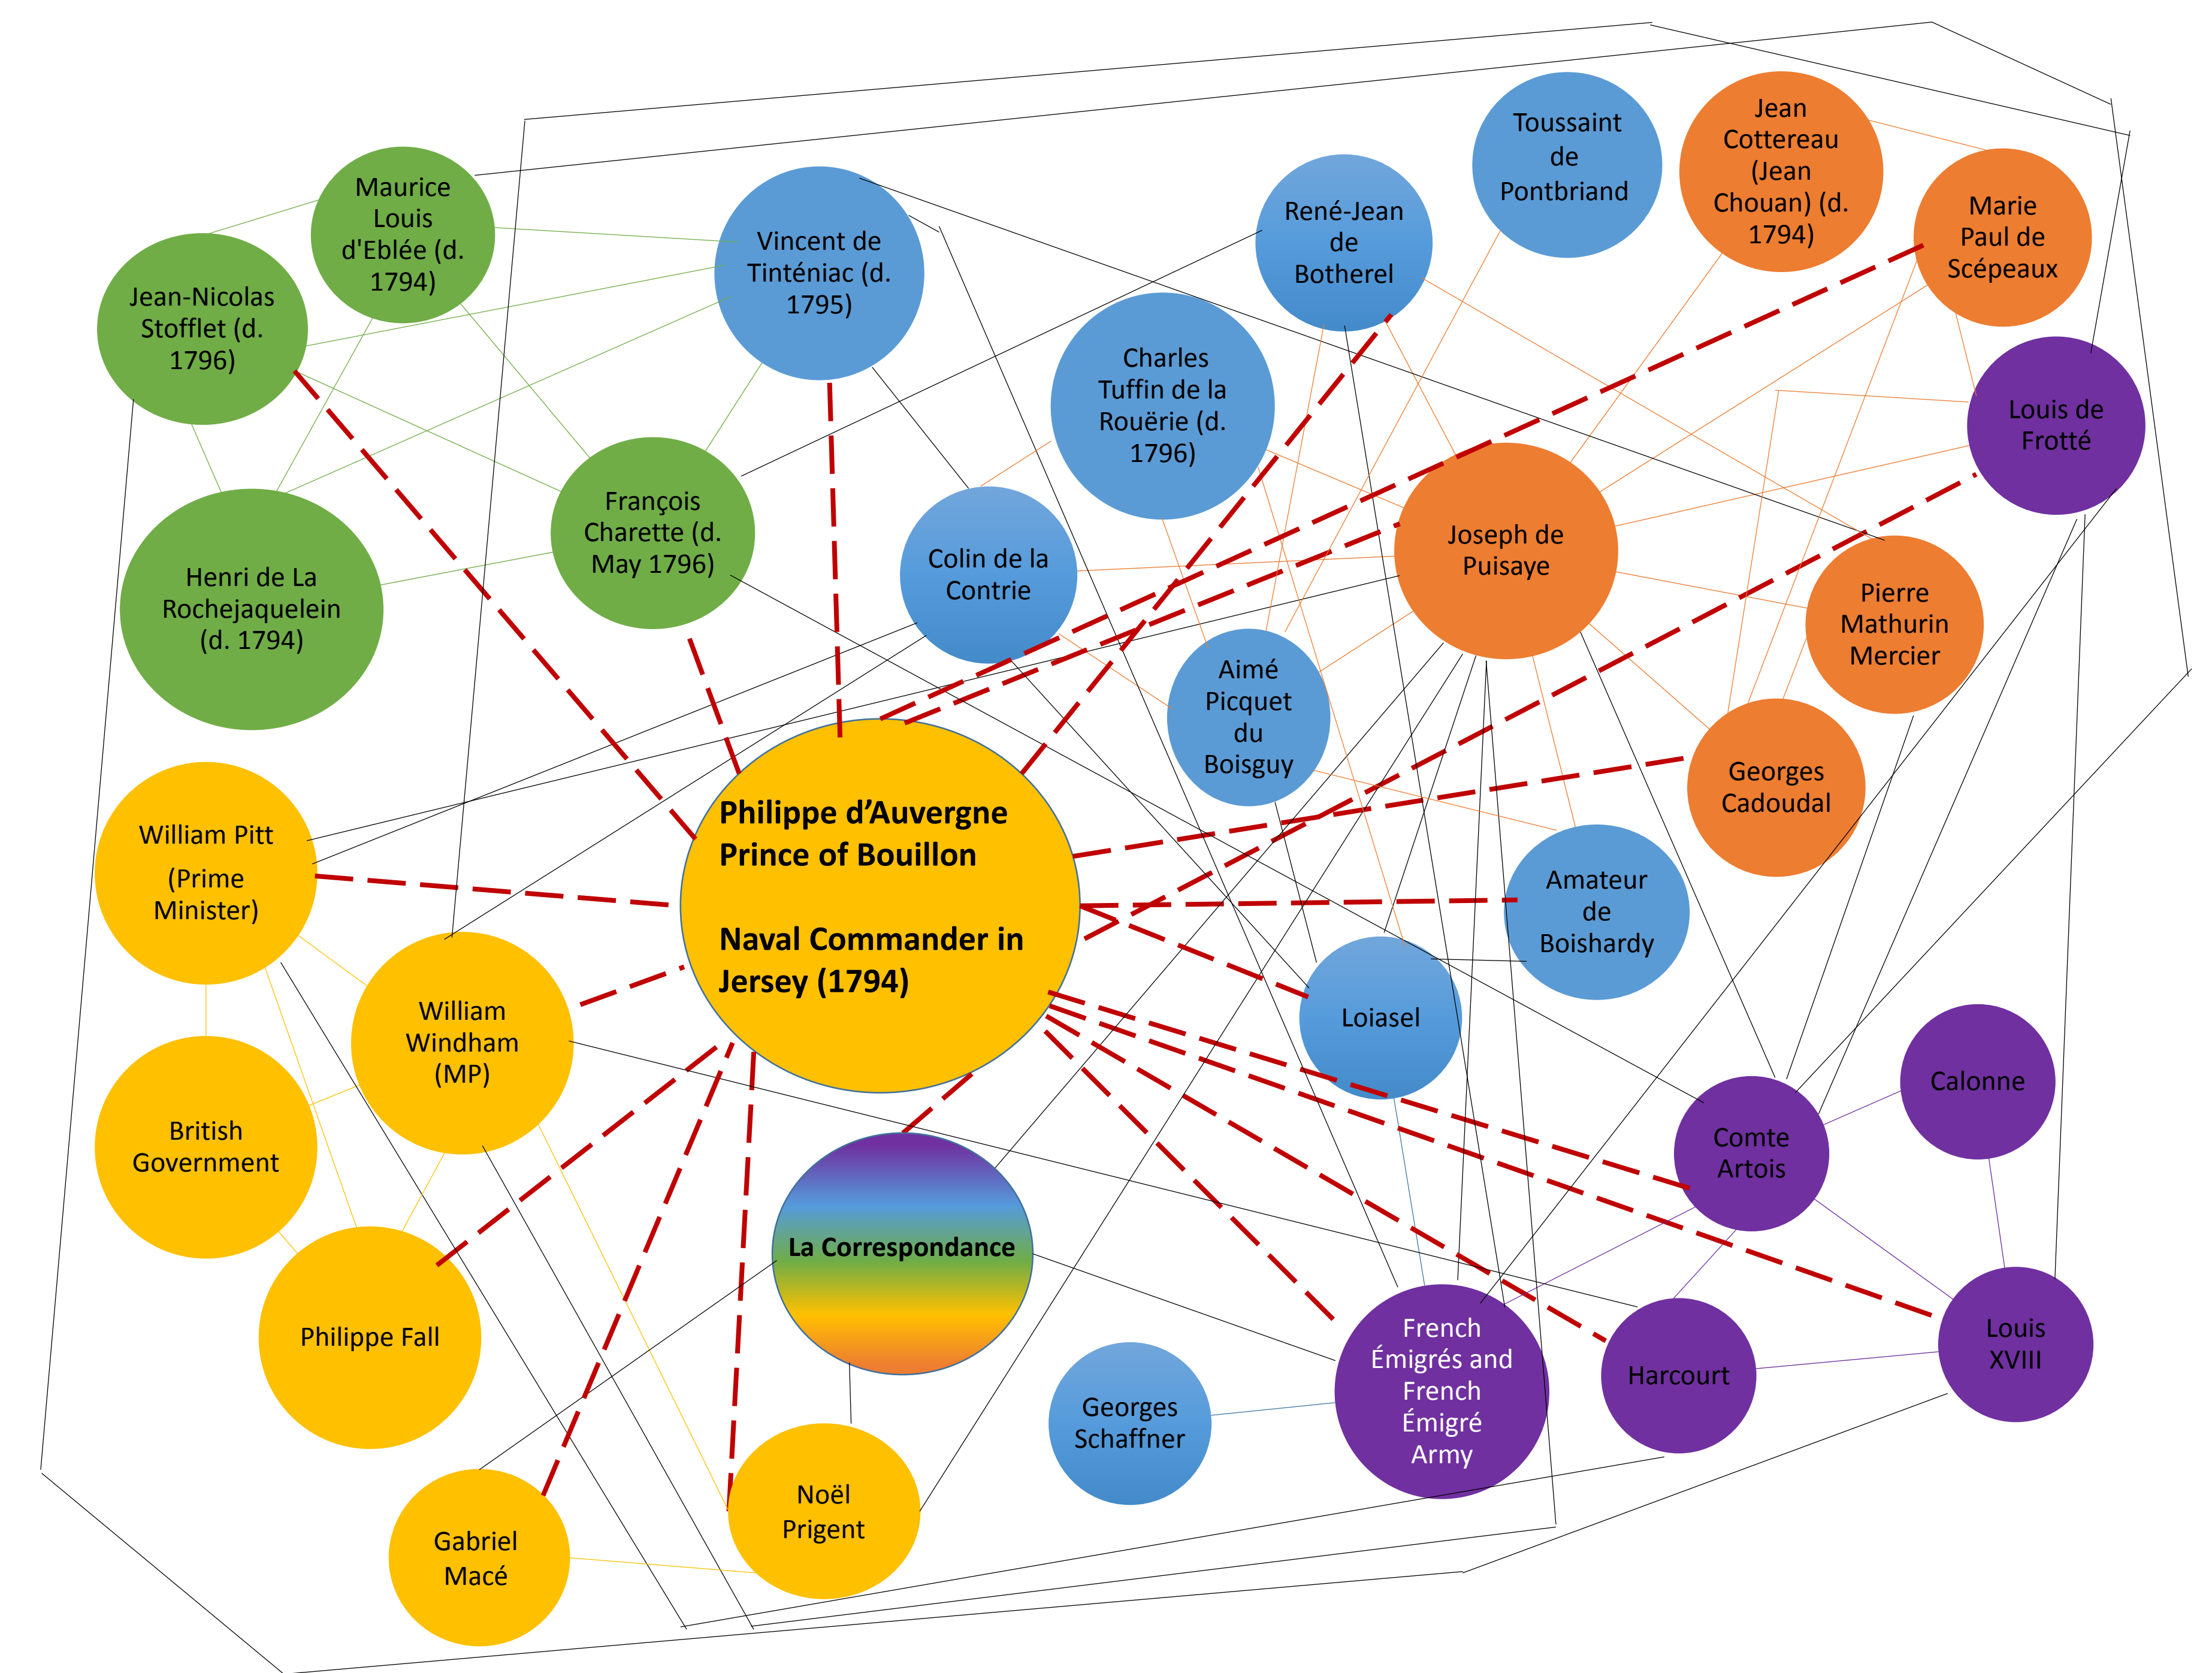 Toussaint
de
Pontbriand
Jean
Cottereau
(Jean
Chouan) (d.
1794)
Maurice
Louis
d'Eblée (d.
1794)
Vincent de
Tinténiac (d.
1795)
René-Jean
de
Botherel
Marie
Paul de
Scépeaux
Jean-Nicolas
Stofflet (d.
1796)
Charles
Tuffin de la
Rouërie (d.
1796)
Louis de
Frotté
François
Charette (d.
May 1796)
Henri de La
Rochejaquelein
(d. 1794)
Colin de la
Contrie
Joseph de
Puisaye
Pierre
Mathurin
Mercier
Aimé
Picquet
du
Boisguy
Georges
Cadoudal
William Pitt
(Prime
Minister)
Philippe d’Auvergne
Prince of Bouillon
Naval Commander in
Jersey (1794)
Amateur
de
Boishardy
William
Windham
(MP)
Loiasel
Calonne
British
Government
Comte
Artois
La Correspondance
Philippe Fall
French
Émigrés and
French
Émigré
Army
Harcourt
Louis
XVIII
Georges
Schaffner
Noël
Prigent
Gabriel
Macé